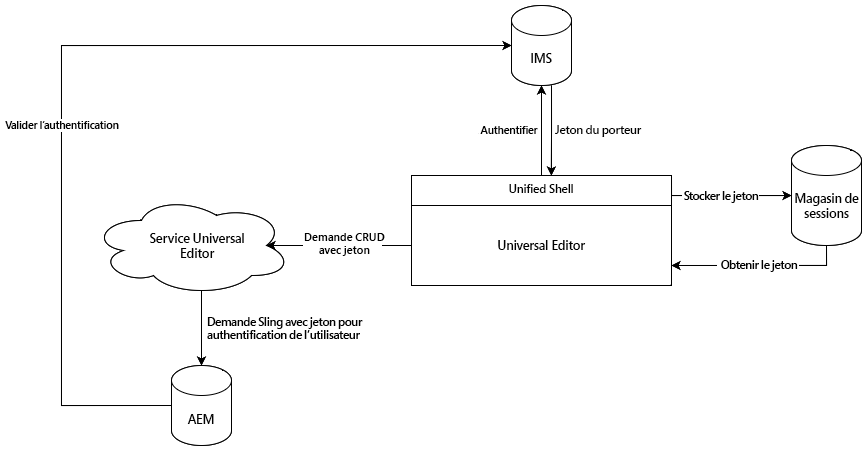 IMS
Valider l'authentification
Authentifier
Jeton du porteur
Unified Shell
Stocker le jeton
Magasin de
sessions
Service Universal
Editor
Demande CRUD
avec jeton
Universal Editor
Obtenir le jeton
Demande Sling avec jeton pour
authentification de l'utilisateur
AEM